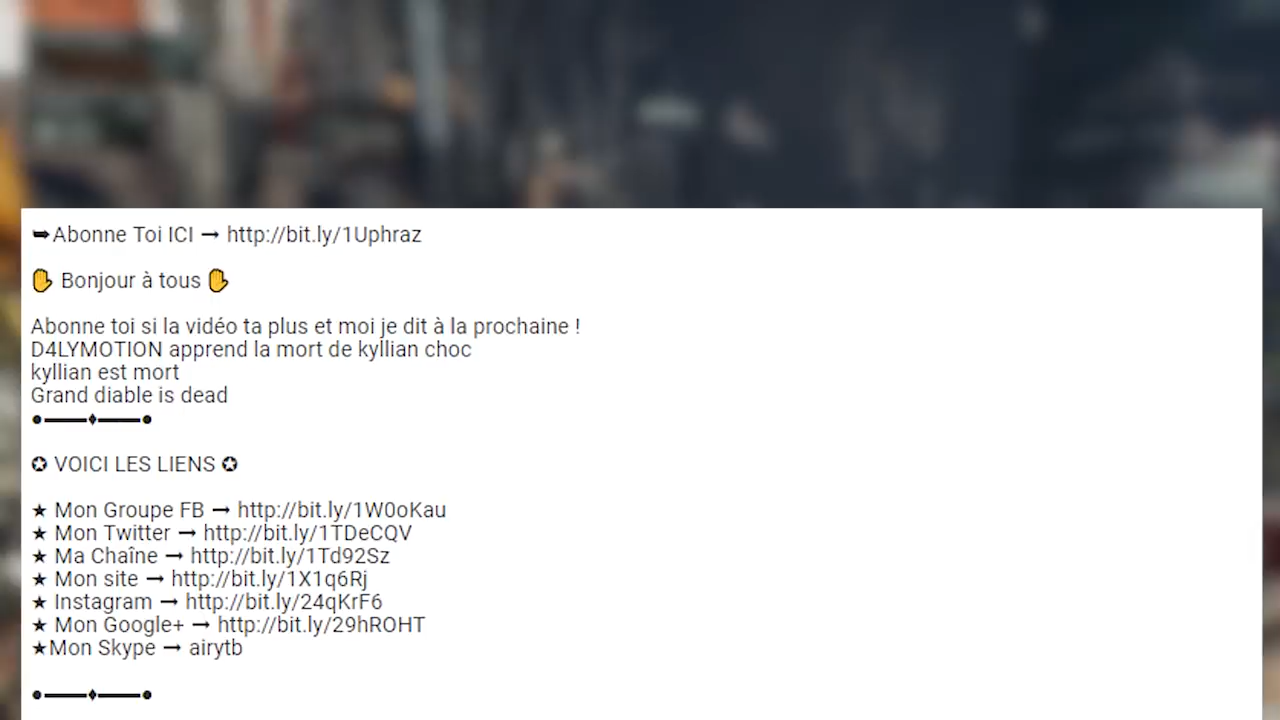 ➥Abonne Toi ICI → http://bit.ly/1Uphraz
✋ Bonjour à tous ✋
Abonne toi si la vidéo ta plus et moi je dit à la prochaine !
D4LYMOTION apprend la mort de kyllian choc
kyllian est mort
Grand diable is dead
●▬▬▬▬♦▬▬▬▬●
✪ VOICI LES LIENS ✪
★ Mon Groupe FB → http://bit.ly/1W0oKau
★ Mon Twitter → http://bit.ly/1TDeCQV
★ Ma Chaîne → http://bit.ly/1Td92Sz
★ Mon site → http://bit.ly/1X1q6Rj
★ Instagram → http://bit.ly/24qKrF6
★ Mon Google+ → http://bit.ly/29hROHT
★Mon Skype → airytb
●▬▬▬▬♦▬▬▬▬●